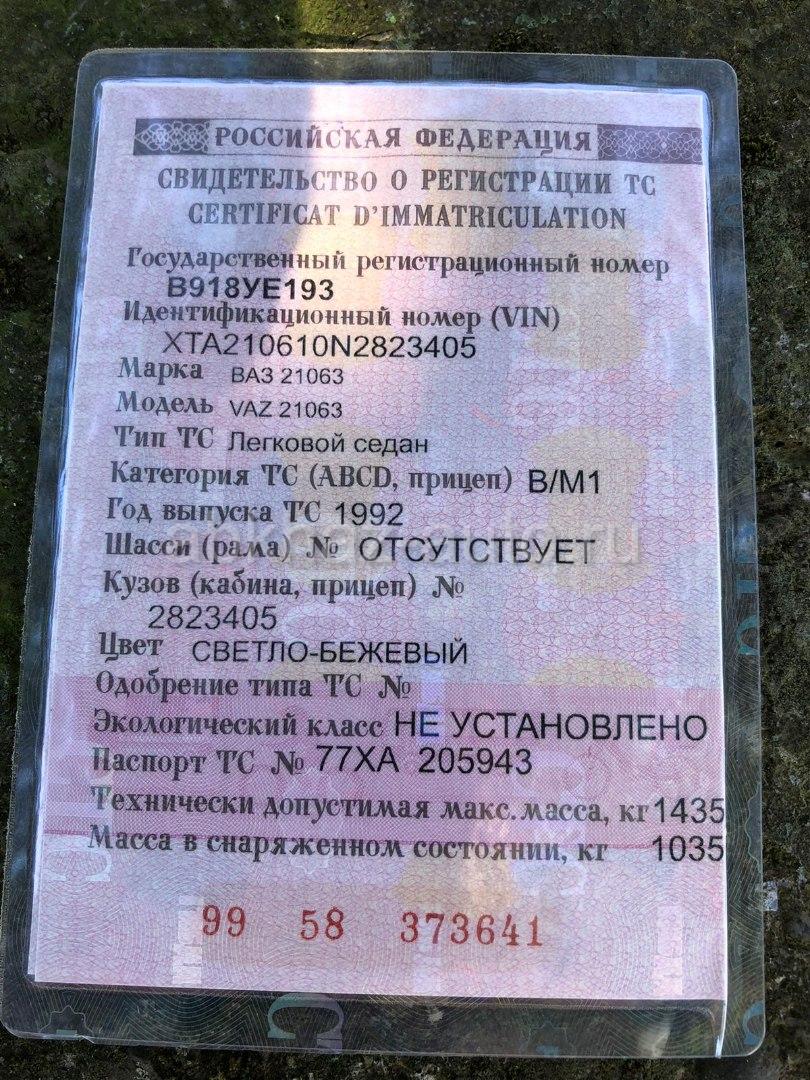 РОССИЙСКАЯ ФЕДЕРАЦИЯ
СВИДЕТЕЛЬСТВО О РЕГИСТРАЦИИ ТС
CERTIFICAT D'IMMATRICULATION
Государственный регистрационный номер
В918УЕ193
Идентификационный номер (VIN)
XTA210610N2823405
Марка ВАЗ 21063
Модель VAZ 21063
Тип ТС Легковой седан
Категория ТС (ABCD, прицеп) В/М1
Год выпуска ТС 1992
Шасси (рама) № ОТСУТСТВУЕТ
Кузов (кабина, прицеп) №
2823405
Цвет СВЕТЛО-БЕЖЕВЫЙ
Одобрение типа ТС №
Экологический класс НЕ УСТАНОВЛЕНО
Паспорт ТС № 77ХА 205943
Технически допустимая макс. масса, кг 1435
Масса в снаряженном состоянии, кг 1035
99 58 373641